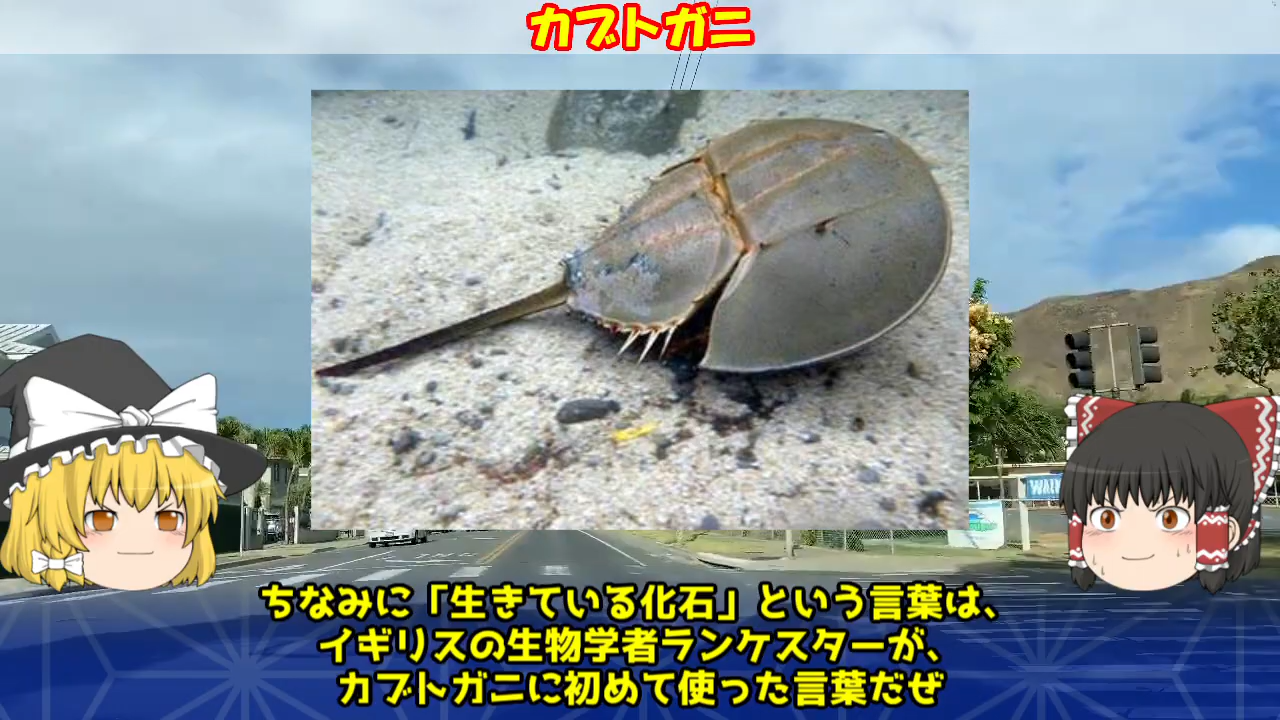 カブトガニ
ちなみに「生きている化石」という言葉は、
イギリスの生物学者ランケスターが、
カブトガニに初めて使った言葉だぜ